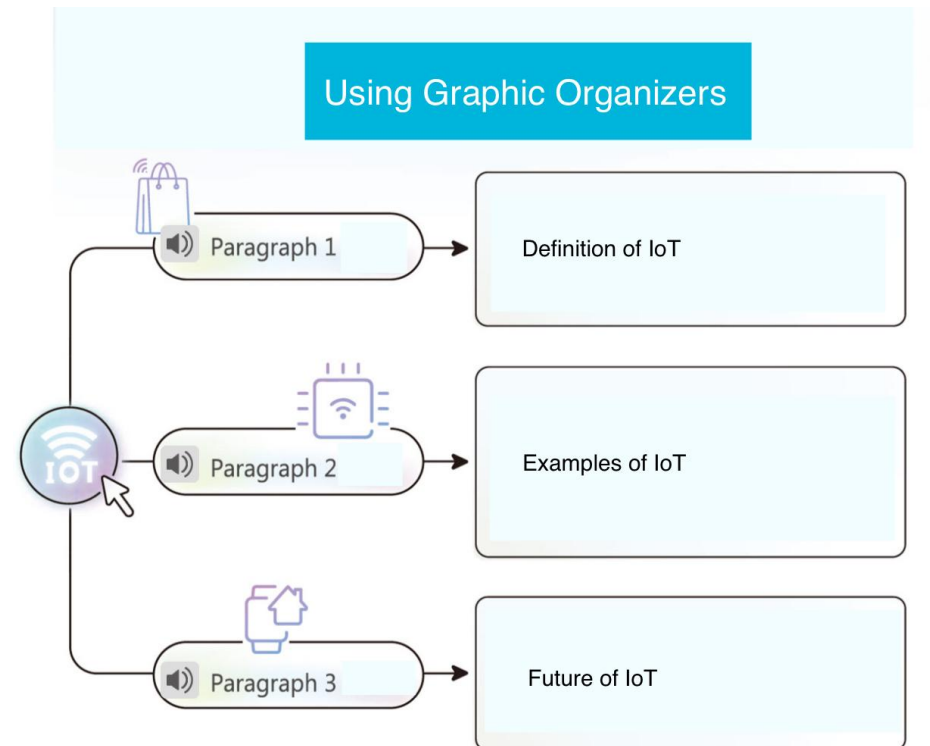 Using Graphic Organizers
Paragraph 1
Definition of IoT
IOT
Paragraph 2
Examples of IoT
Paragraph 3
Future of IoT